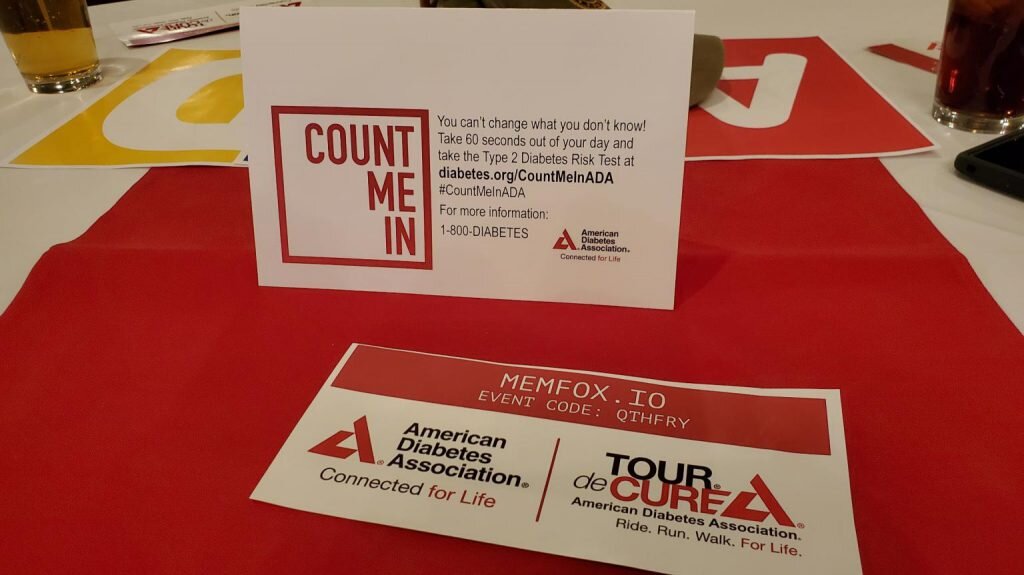 COUNT
ME
IN
You can't change what you don't know!
Take 60 seconds out of your day and
take the Type 2 Diabetes Risk Test at
diabetes.org/CountMeInADA
#CountMeInADA
For more information:
1-800-DIABETES
American
Diabetes
Association®
Connected for Life
MEMFOX.IO
EVENT CODE: QTHFRY
American
Diabetes
Association®
Connected for Life
TOUR®
de CURE
American Diabetes Association®
Ride. Run. Walk. For Life.